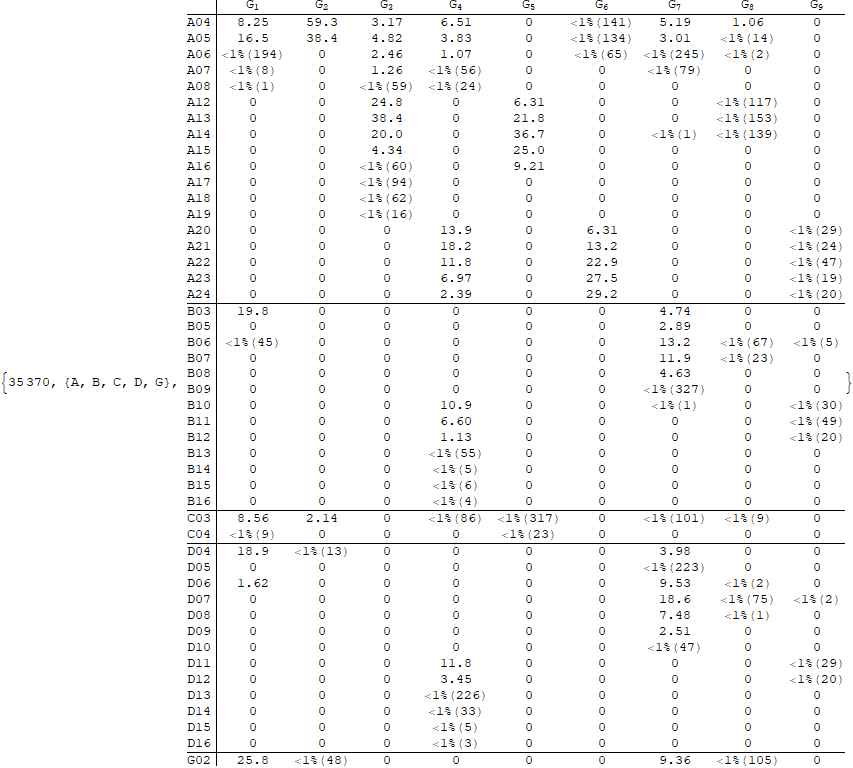 G1 G2 G3 G4 G5 G6 G7 G8 G9
A04 8.25 59.3 3.17 6.51 0 <1%(141) 5.19 1.06 0
A05 16.5 38.4 4.82 3.83 0 <1%(134) 3.01 <1%(14) 0
A06 <1%(194) 0 2.46 1.07 0 <1%(65) <1%(245) <1%(2) 0
A07 <1%(8) 0 1.26 <1%(56) 0 0 <1%(79) 0 0
A08 <1%(1) 0 <1%(59) <1%(24) 0 0 0 0 0
A12 0 0 24.8 0 6.31 0 0 <1%(117) 0
A13 0 0 38.4 0 21.8 0 0 <1%(153) 0
A14 0 0 20.0 0 36.7 0 <1%(1) <1%(139) 0
A15 0 0 4.34 0 25.0 0 0 0 0
A16 0 0 <1%(60) 0 9.21 0 0 0 0
A17 0 0 <1%(94) 0 0 0 0 0 0
A18 0 0 <1%(62) 0 0 0 0 0 0
A19 0 0 <1%(16) 0 0 0 0 0 0
A20 0 0 0 13.9 0 6.31 0 0 <1%(29)
A21 0 0 0 18.2 0 13.2 0 0 <1%(24)
A22 0 0 0 11.8 0 22.9 0 0 <1%(47)
A23 0 0 0 6.97 0 27.5 0 0 <1%(19)
A24 0 0 0 2.39 0 29.2 0 0 <1%(20)
B03 19.8 0 0 0 0 0 4.74 0 0
B05 0 0 0 0 0 0 2.89 0 0
B06 <1%(45) 0 0 0 0 0 13.2 <1%(67) <1%(5)
B07 0 0 0 0 0 0 11.9 <1%(23) 0
{35370, {A, B, C, D, G}, B08 0 0 0 0 0 0 4.63 0 0 }
B09 0 0 0 0 0 0 <1%(327) 0 0
B10 0 0 0 10.9 0 0 <1%(1) 0 <1%(30)
B11 0 0 0 6.60 0 0 0 0 <1%(49)
B12 0 0 0 1.13 0 0 0 0 <1%(20)
B13 0 0 0 <1%(55) 0 0 0 0 0
B14 0 0 0 <1%(5) 0 0 0 0 0
B15 0 0 0 <1%(6) 0 0 0 0 0
B16 0 0 0 <1%(4) 0 0 0 0 0
C03 8.56 2.14 0 <1%(86) <1%(317) 0 <1%(101) <1%(9) 0
C04 <1%(9) 0 0 0 <1%(23) 0 0 0 0
D04 18.9 <1%(13) 0 0 0 0 3.98 0 0
D05 0 0 0 0 0 0 <1%(223) 0 0
D06 1.62 0 0 0 0 0 9.53 <1%(2) 0
D07 0 0 0 0 0 0 18.6 <1%(75) <1%(2)
D08 0 0 0 0 0 0 7.48 <1%(1) 0
D09 0 0 0 0 0 0 2.51 0 0
D10 0 0 0 0 0 0 <1%(47) 0 0
D11 0 0 0 11.8 0 0 0 0 <1%(29)
D12 0 0 0 3.45 0 0 0 0 <1%(20)
D13 0 0 0 <1%(226) 0 0 0 0 0
D14 0 0 0 <1%(33) 0 0 0 0 0
D15 0 0 0 <1%(5) 0 0 0 0 0
D16 0 0 0 <1%(3) 0 0 0 0 0
G02 25.8 <1%(48) 0 0 0 0 9.36 <1%(105) 0